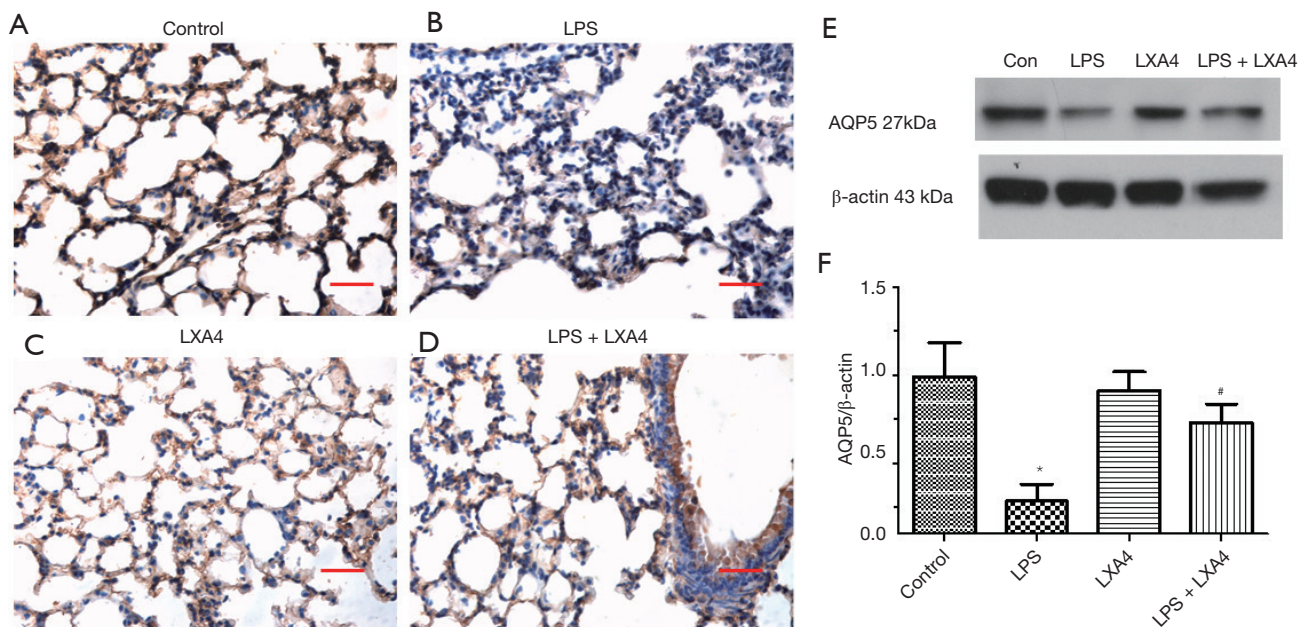 A
Control
B
LPS
C
LXA4
D
LPS + LXA4
E
Con LPS LXA4 LPS + LXA4
AQP5 27kDa
β-actin 43 kDa
F
1.5
1.0
0.5
0.0
AQP5/β-actin
*
#
Control
LPS
LXA4
LPS + LXA4